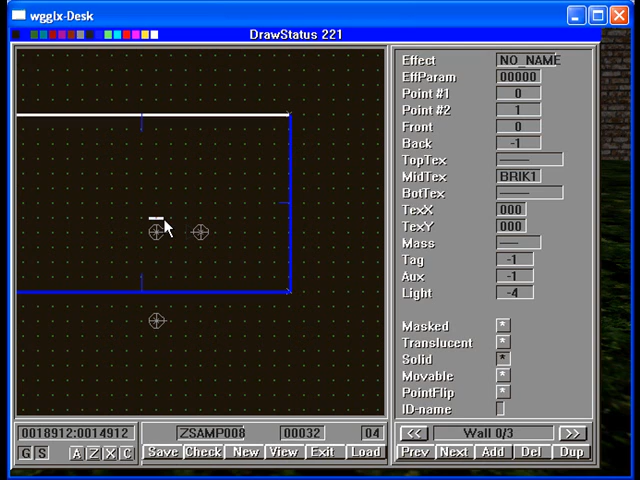 wgglx-Desk
DrawStatus 221
Effect NO_NAME
EffParam 00000
Point #1 0
Point #2 1
Front 0
Back -1
TopTex -----
MidTex BRIK1
BotTex -----
TexX 000
TexY 000
Mass ---
Tag -1
Aux -1
Light -4
Masked *
Translucent *
Solid *
Movable *
PointFlip *
ID-name
0018912:0014912 ZSAMP008 00032 04 << Wall 0/3 >>
G S A Z X C Save Check New View Exit Load Prev Next Add Del Dup